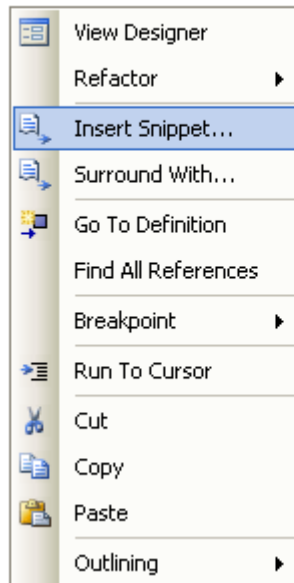 View Designer
Refactor
Insert Snippet...
Surround With...
Go To Definition
Find All References
Breakpoint
Run To Cursor
Cut
Copy
Paste
Outlining